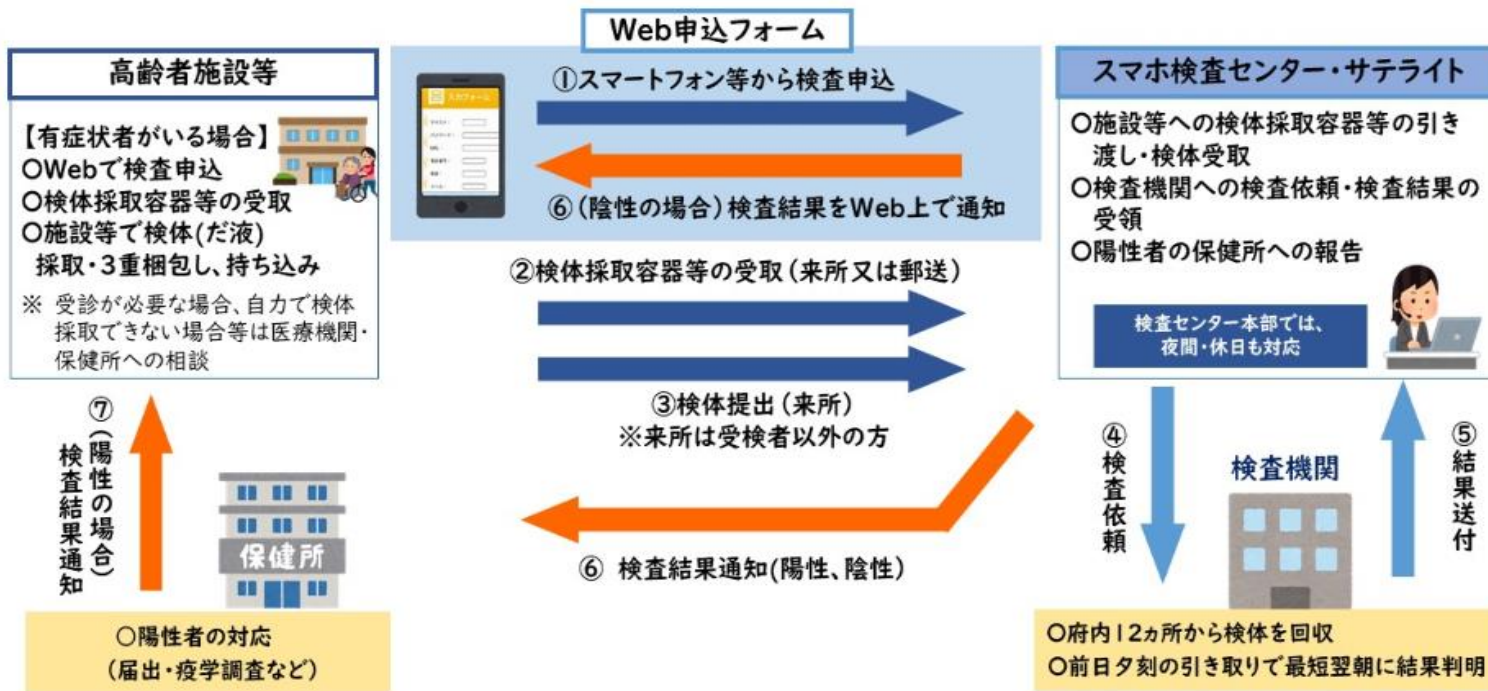 Web申込フォーム
高齢者施設等
【有症状者がいる場合】
○Webで検査申込
○検体採取容器等の受取
○施設等で検体(だ液)
採取・3重梱包し、持ち込み
※ 受診が必要な場合、自力で検体
採取できない場合等は医療機関・
保健所への相談
入力フォーム
①スマートフォン等から検査申込
⑥(陰性の場合)検査結果をWeb上で通知
②検体採取容器等の受取(来所又は郵送)
③検体提出(来所)
※来所は受検者以外の方
⑥ 検査結果通知(陽性、陰性)
スマホ検査センター・サテライト
○施設等への検体採取容器等の引き
渡し・検体受取
○検査機関への検査依頼・検査結果の
受領
○陽性者の保健所への報告
検査センター本部では、
夜間・休日も対応
④検査依頼
検査機関
⑤結果送付
○府内12ヵ所から検体を回収
○前日夕刻の引き取りで最短翌朝に結果判明
⑦(陽性の場合)
検査結果通知
保健所
○陽性者の対応
(届出・疫学調査など)